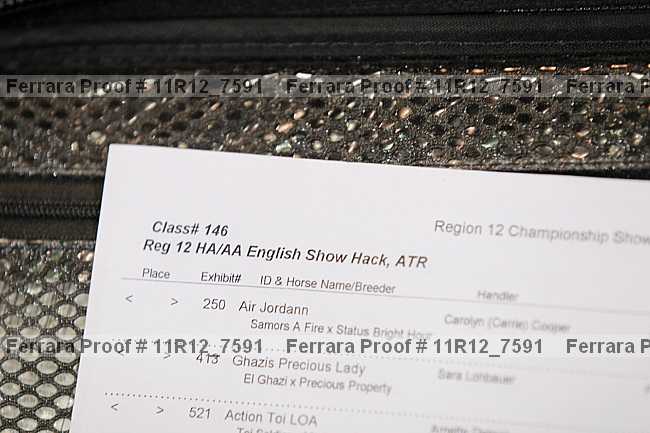 Ferrara Proof # 11R12_7591 Ferrara Proof # 11R12_7591 Ferrara Proof #
Class# 146
Region 12 Championship Show
Reg 12 HA/AA English Show Hack, ATR
Place Exhibit# ID & Horse Name/Breeder Handler
< > 250 Air Jordann Carolyn (Carrie) Cooper
Samors A Fire x Status Bright Hour
Ferrara Proof # 11R12_7591 Ferrara Proof # 11R12_7591 Ferrara Proof #
< > 413 Ghazis Precious Lady Sara Lohbauer
El Ghazi x Precious Property
< > 521 Action Toi LOA